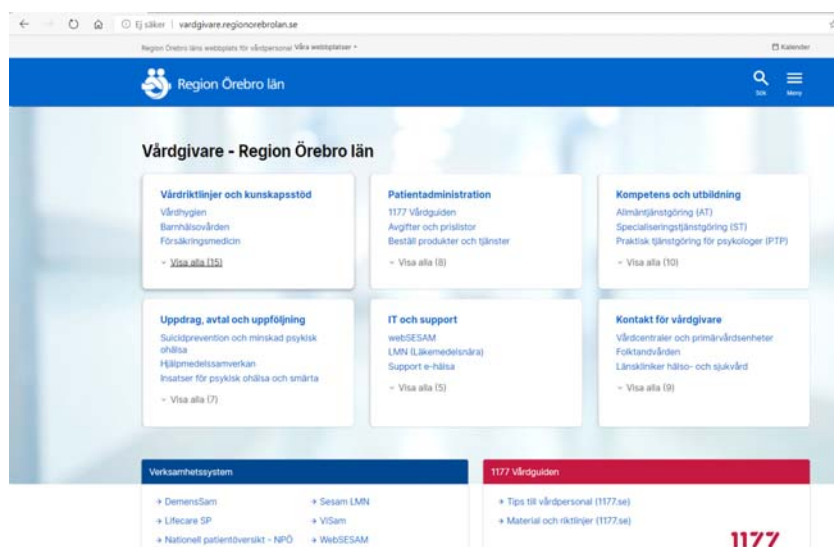 Ej säker | vardgivare.regionorebrolan.se
Region Örebro läns webbplats för vårdpersonal Våra webbplatser
Kalender
Region Örebro län
Sök Meny
Vårdgivare - Region Örebro län
Vårdriktlinjer och kunskapsstöd
Vårdhygien
Barnhälsovården
Försäkringsmedicin
Visa alla (15)
Patientadministration
1177 Vårdguiden
Avgifter och prislistor
Beställ produkter och tjänster
Visa alla (8)
Kompetens och utbildning
Allmäntjänstgöring (AT)
Specialiseringstjänstgöring (ST)
Praktisk tjänstgöring för psykologer (PTP)
Visa alla (10)
Uppdrag, avtal och uppföljning
Suicidprevention och minskad psykisk
ohälsa
Hjälpmedelssamverkan
Insatser för psykisk ohälsa och smärta
Visa alla (7)
IT och support
webSESAM
LMN (Läkemedelsnära)
Support e-hälsa
Visa alla (5)
Kontakt för vårdgivare
Vårdcentraler och primärvårdsenheter
Folktandvården
Länskliniker hälso- och sjukvård
Visa alla (9)
Verksamhetssystem
DemensSam
Lifecare SP
Nationell patientöversikt - NPÖ
Sesam LMN
ViSam
WebSESAM
1177 Vårdguiden
Tips till vårdpersonal (1177.se)
Material och riktlinjer (1177.se)
1177